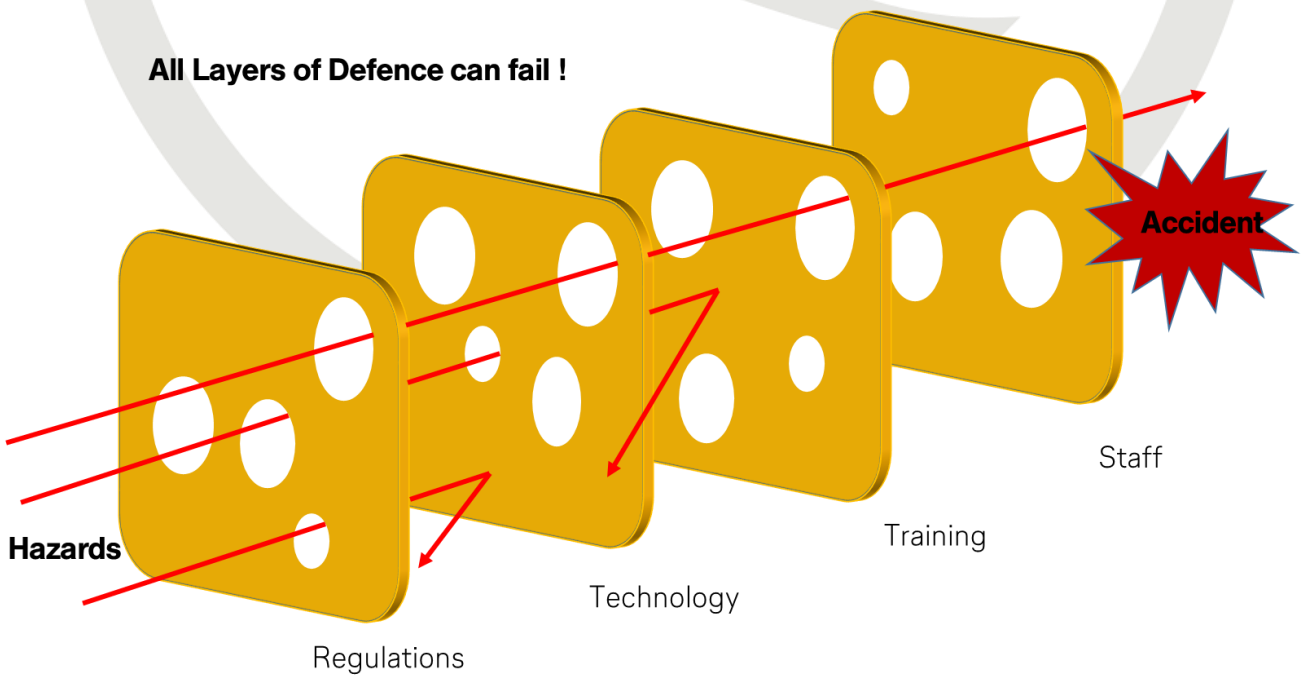 All Layers of Defence can fail !
Accident
Hazards
Staff
Training
Technology
Regulations